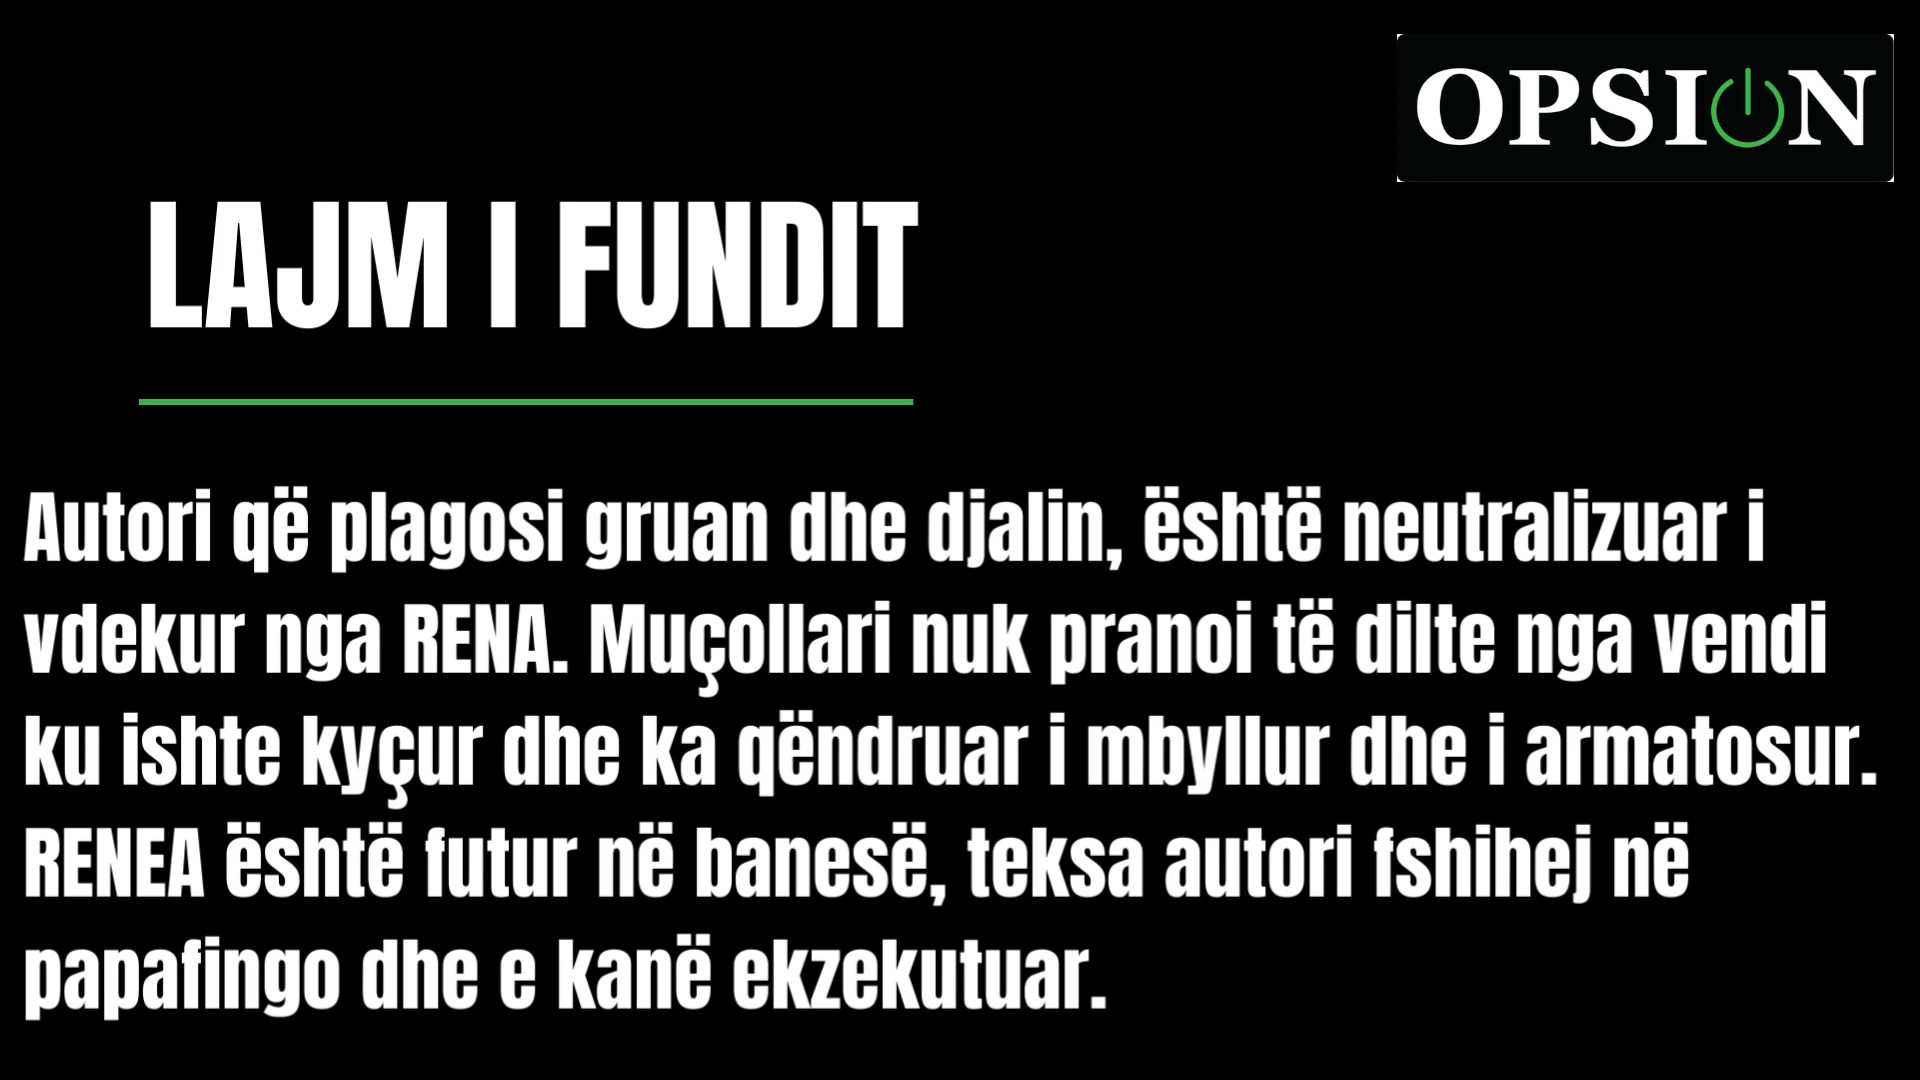 OPSION
LAJM I FUNDIT
Autori që plagosi gruan dhe djalin, është neutralizuar i
vdekur nga RENA. Muçollari nuk pranoi të dilte nga vendi
ku ishte kyçur dhe ka qëndruar i mbyllur dhe i armatosur.
RENEA është futur në banesë, teksa autori fshihej në
papafingo dhe e kanë ekzekutuar.